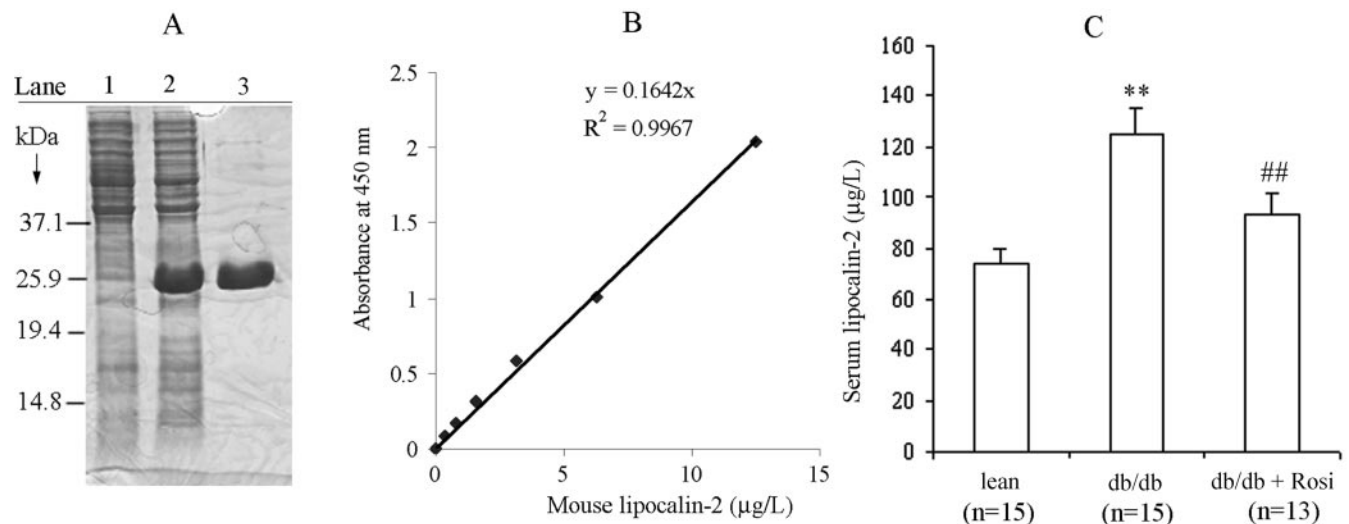 A
Lane 1 2 3
kDa
37.1
25.9
19.4
14.8
B
Absorbance at 450 nm
2.5
2
1.5
1
0.5
0
y = 0.1642x
R² = 0.9967
0 5 10 15
Mouse lipocalin-2 (µg/L)
C
Serum lipocalin-2 (µg/L)
160
140
120
100
80
60
40
20
0
**
##
lean db/db db/db + Rosi
(n=15) (n=15) (n=13)